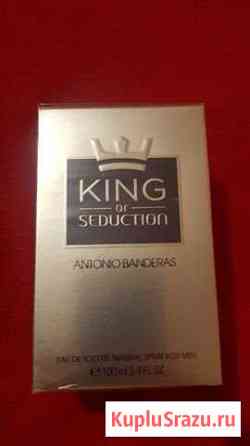 KING
OF
SEDUCTION
ANTONIO BANDERAS
EAU DE TOILETTE NATURAL SPRAY FOR MEN
℮ 100 ml 3.4 FL. OZ
KupluSrazu.ru